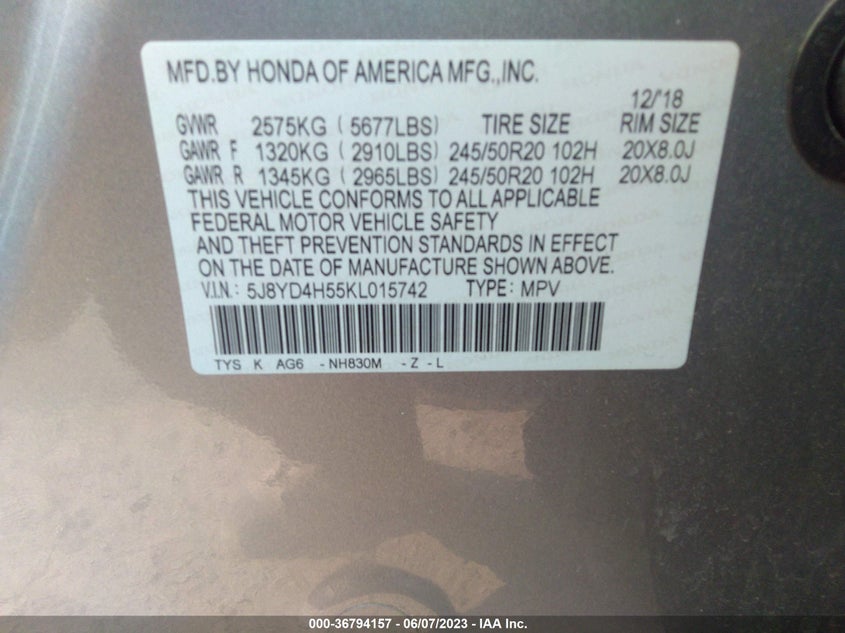 MFD.BY HONDA OF AMERICA MFG.,INC.
12/'18
GVWR 2575KG ( 5677LBS) TIRE SIZE RIM SIZE
GAWR F 1320KG ( 2910LBS) 245/50R20 102H 20X8.0J
GAWR R 1345KG ( 2965LBS) 245/50R20 102H 20X8.0J
THIS VEHICLE CONFORMS TO ALL APPLICABLE
FEDERAL MOTOR VEHICLE SAFETY
AND THEFT PREVENTION STANDARDS IN EFFECT
ON THE DATE OF MANUFACTURE SHOWN ABOVE.
V.I.N.: 5J8YD4H55KL015742 TYPE: MPV
TYS K AG6 - NH830M - Z - L
000-36794157 - 06/07/2023 - IAA Inc.